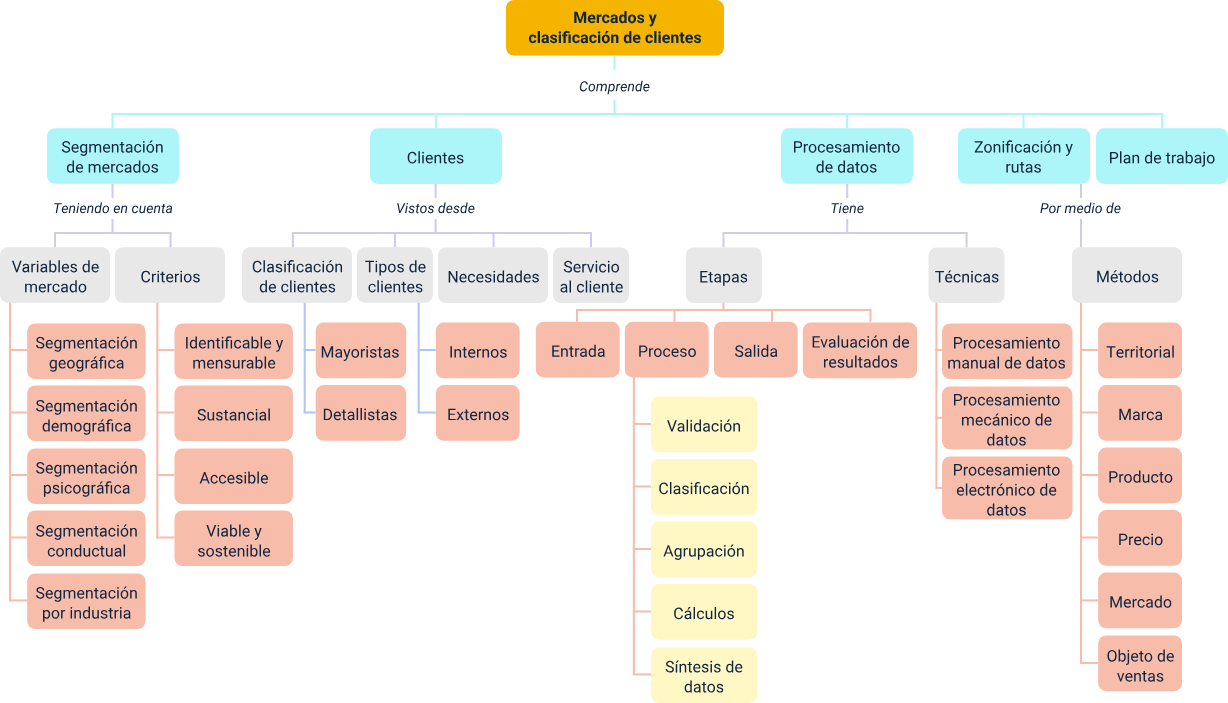 Mercados y
clasificación de clientes
Comprende
Segmentación
de mercados
Clientes
Procesamiento
de datos
Zonificación y
rutas
Plan de trabajo
Teniendo en cuenta
Vistos desde
Tiene
Por medio de
Variables de
mercado
Criterios
Clasificación
de clientes
Tipos de
clientes
Necesidades
Servicio
al cliente
Etapas
Técnicas
Métodos
Segmentación
geográfica
Segmentación
demográfica
Segmentación
psicográfica
Segmentación
conductual
Segmentación
por industria
Identificable y
mensurable
Sustancial
Accesible
Viable y
sostenible
Mayoristas
Detallistas
Internos
Externos
Entrada
Proceso
Salida
Evaluación de
resultados
Validación
Clasificación
Agrupación
Cálculos
Síntesis de
datos
Procesamiento
manual de datos
Procesamiento
mecánico de
datos
Procesamiento
electrónico de
datos
Territorial
Marca
Producto
Precio
Mercado
Objeto de
ventas